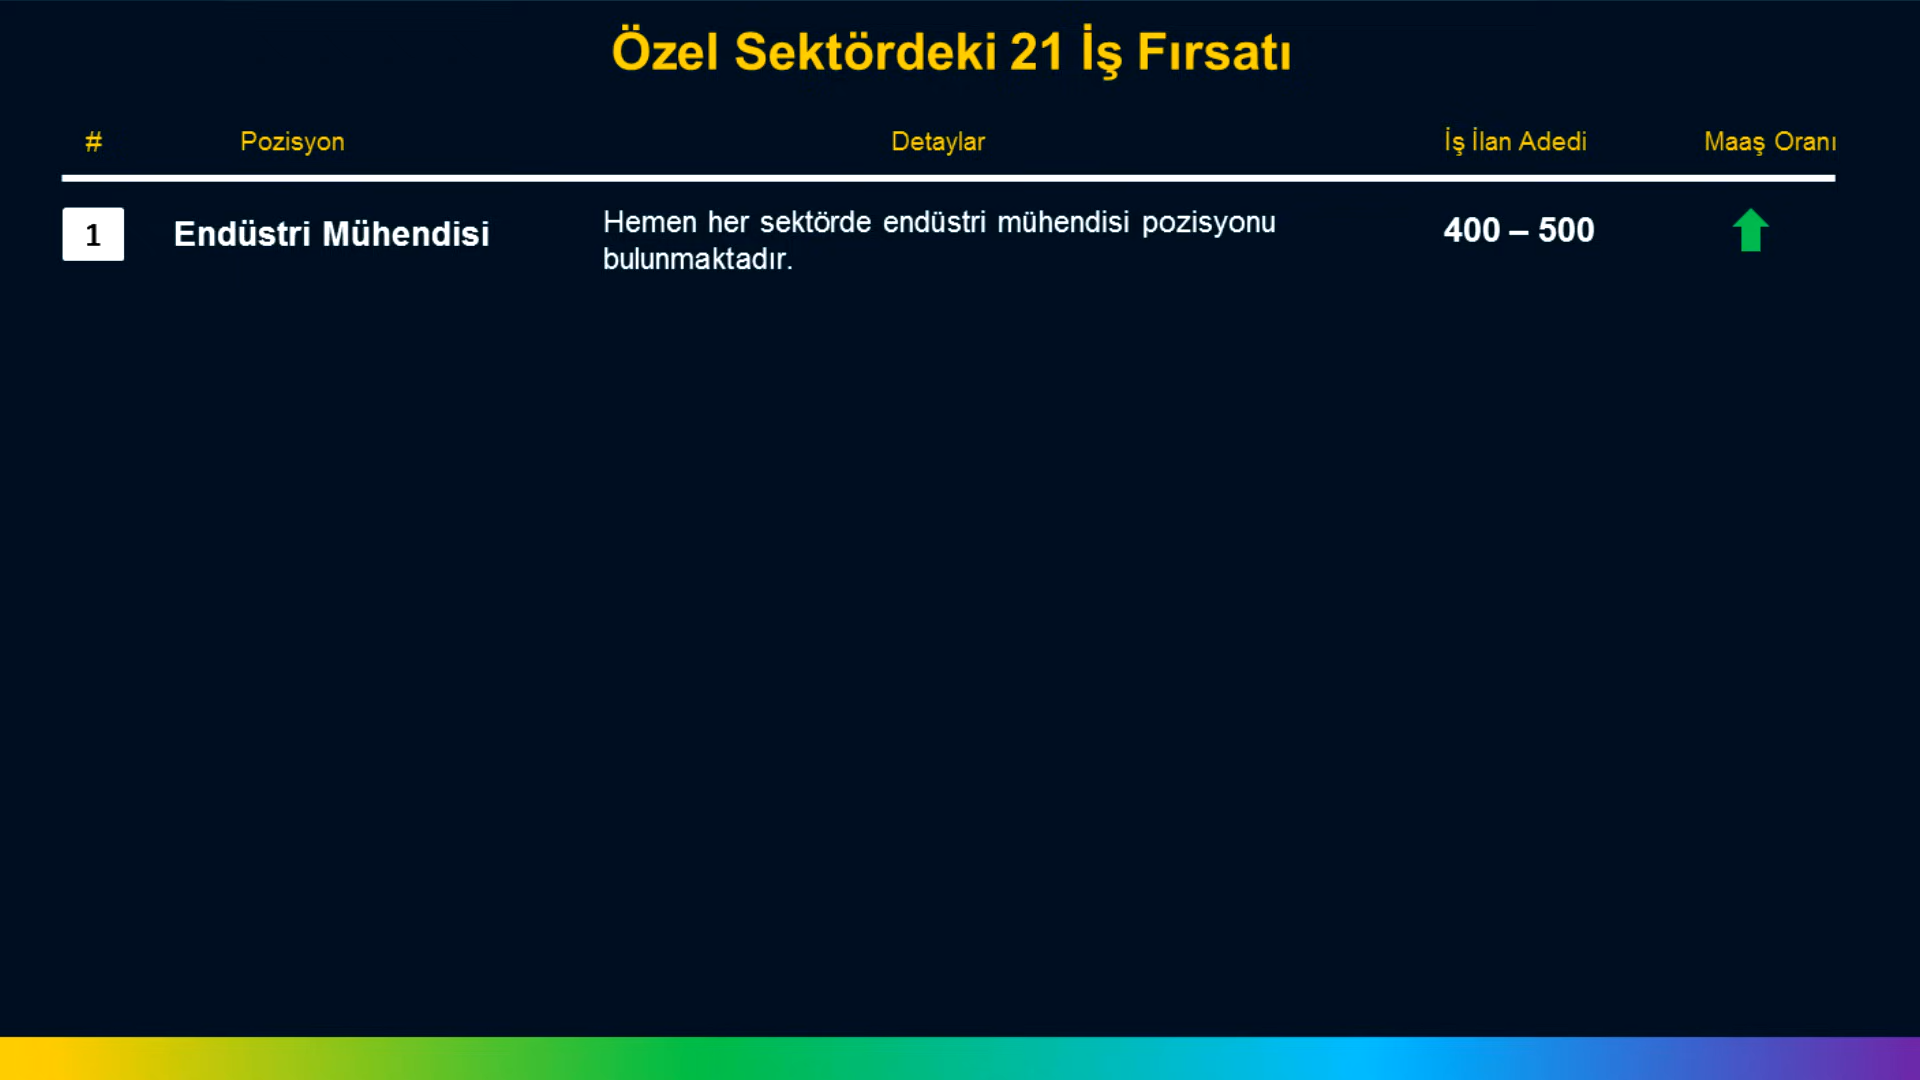 Özel Sektördeki 21 İş Fırsatı
# Pozisyon Detaylar İş İlan Adedi Maaş Oranı
1 Endüstri Mühendisi Hemen her sektörde endüstri mühendisi pozisyonu 400 – 500
bulunmaktadır.